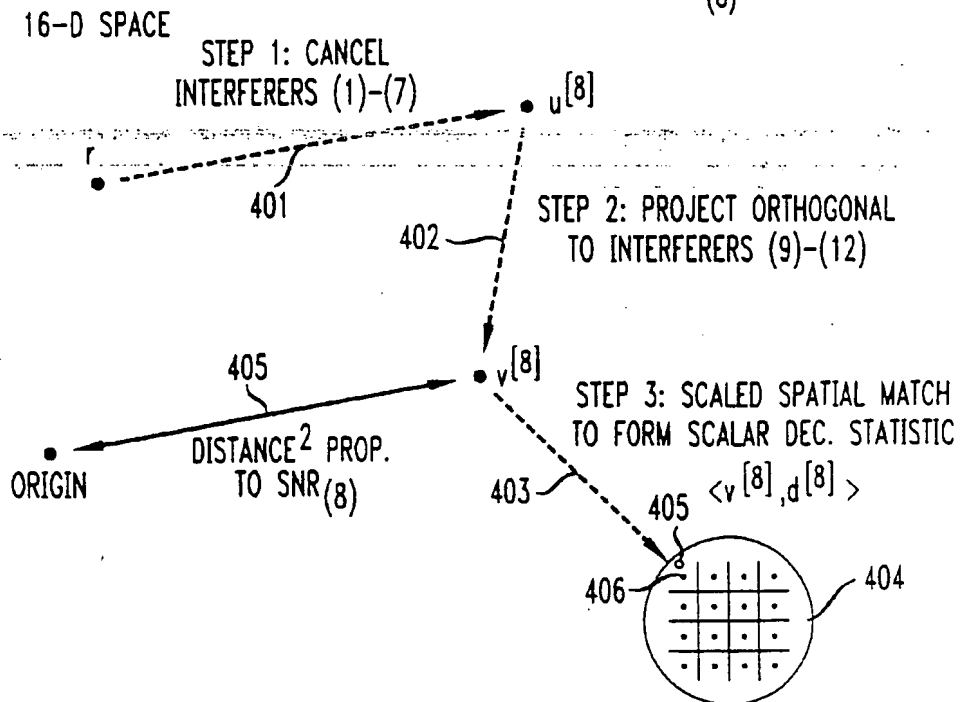 (8)
16-D SPACE
STEP 1: CANCEL
INTERFERERS (1)-(7)
u[8]
r
401
402
STEP 2: PROJECT ORTHOGONAL
TO INTERFERERS (9)-(12)
405
v[8]
DISTANCE2 PROP.
TO SNR(8)
ORIGIN
STEP 3: SCALED SPATIAL MATCH
TO FORM SCALAR DEC. STATISTIC
<v[8],d[8]>
403
405
406
404